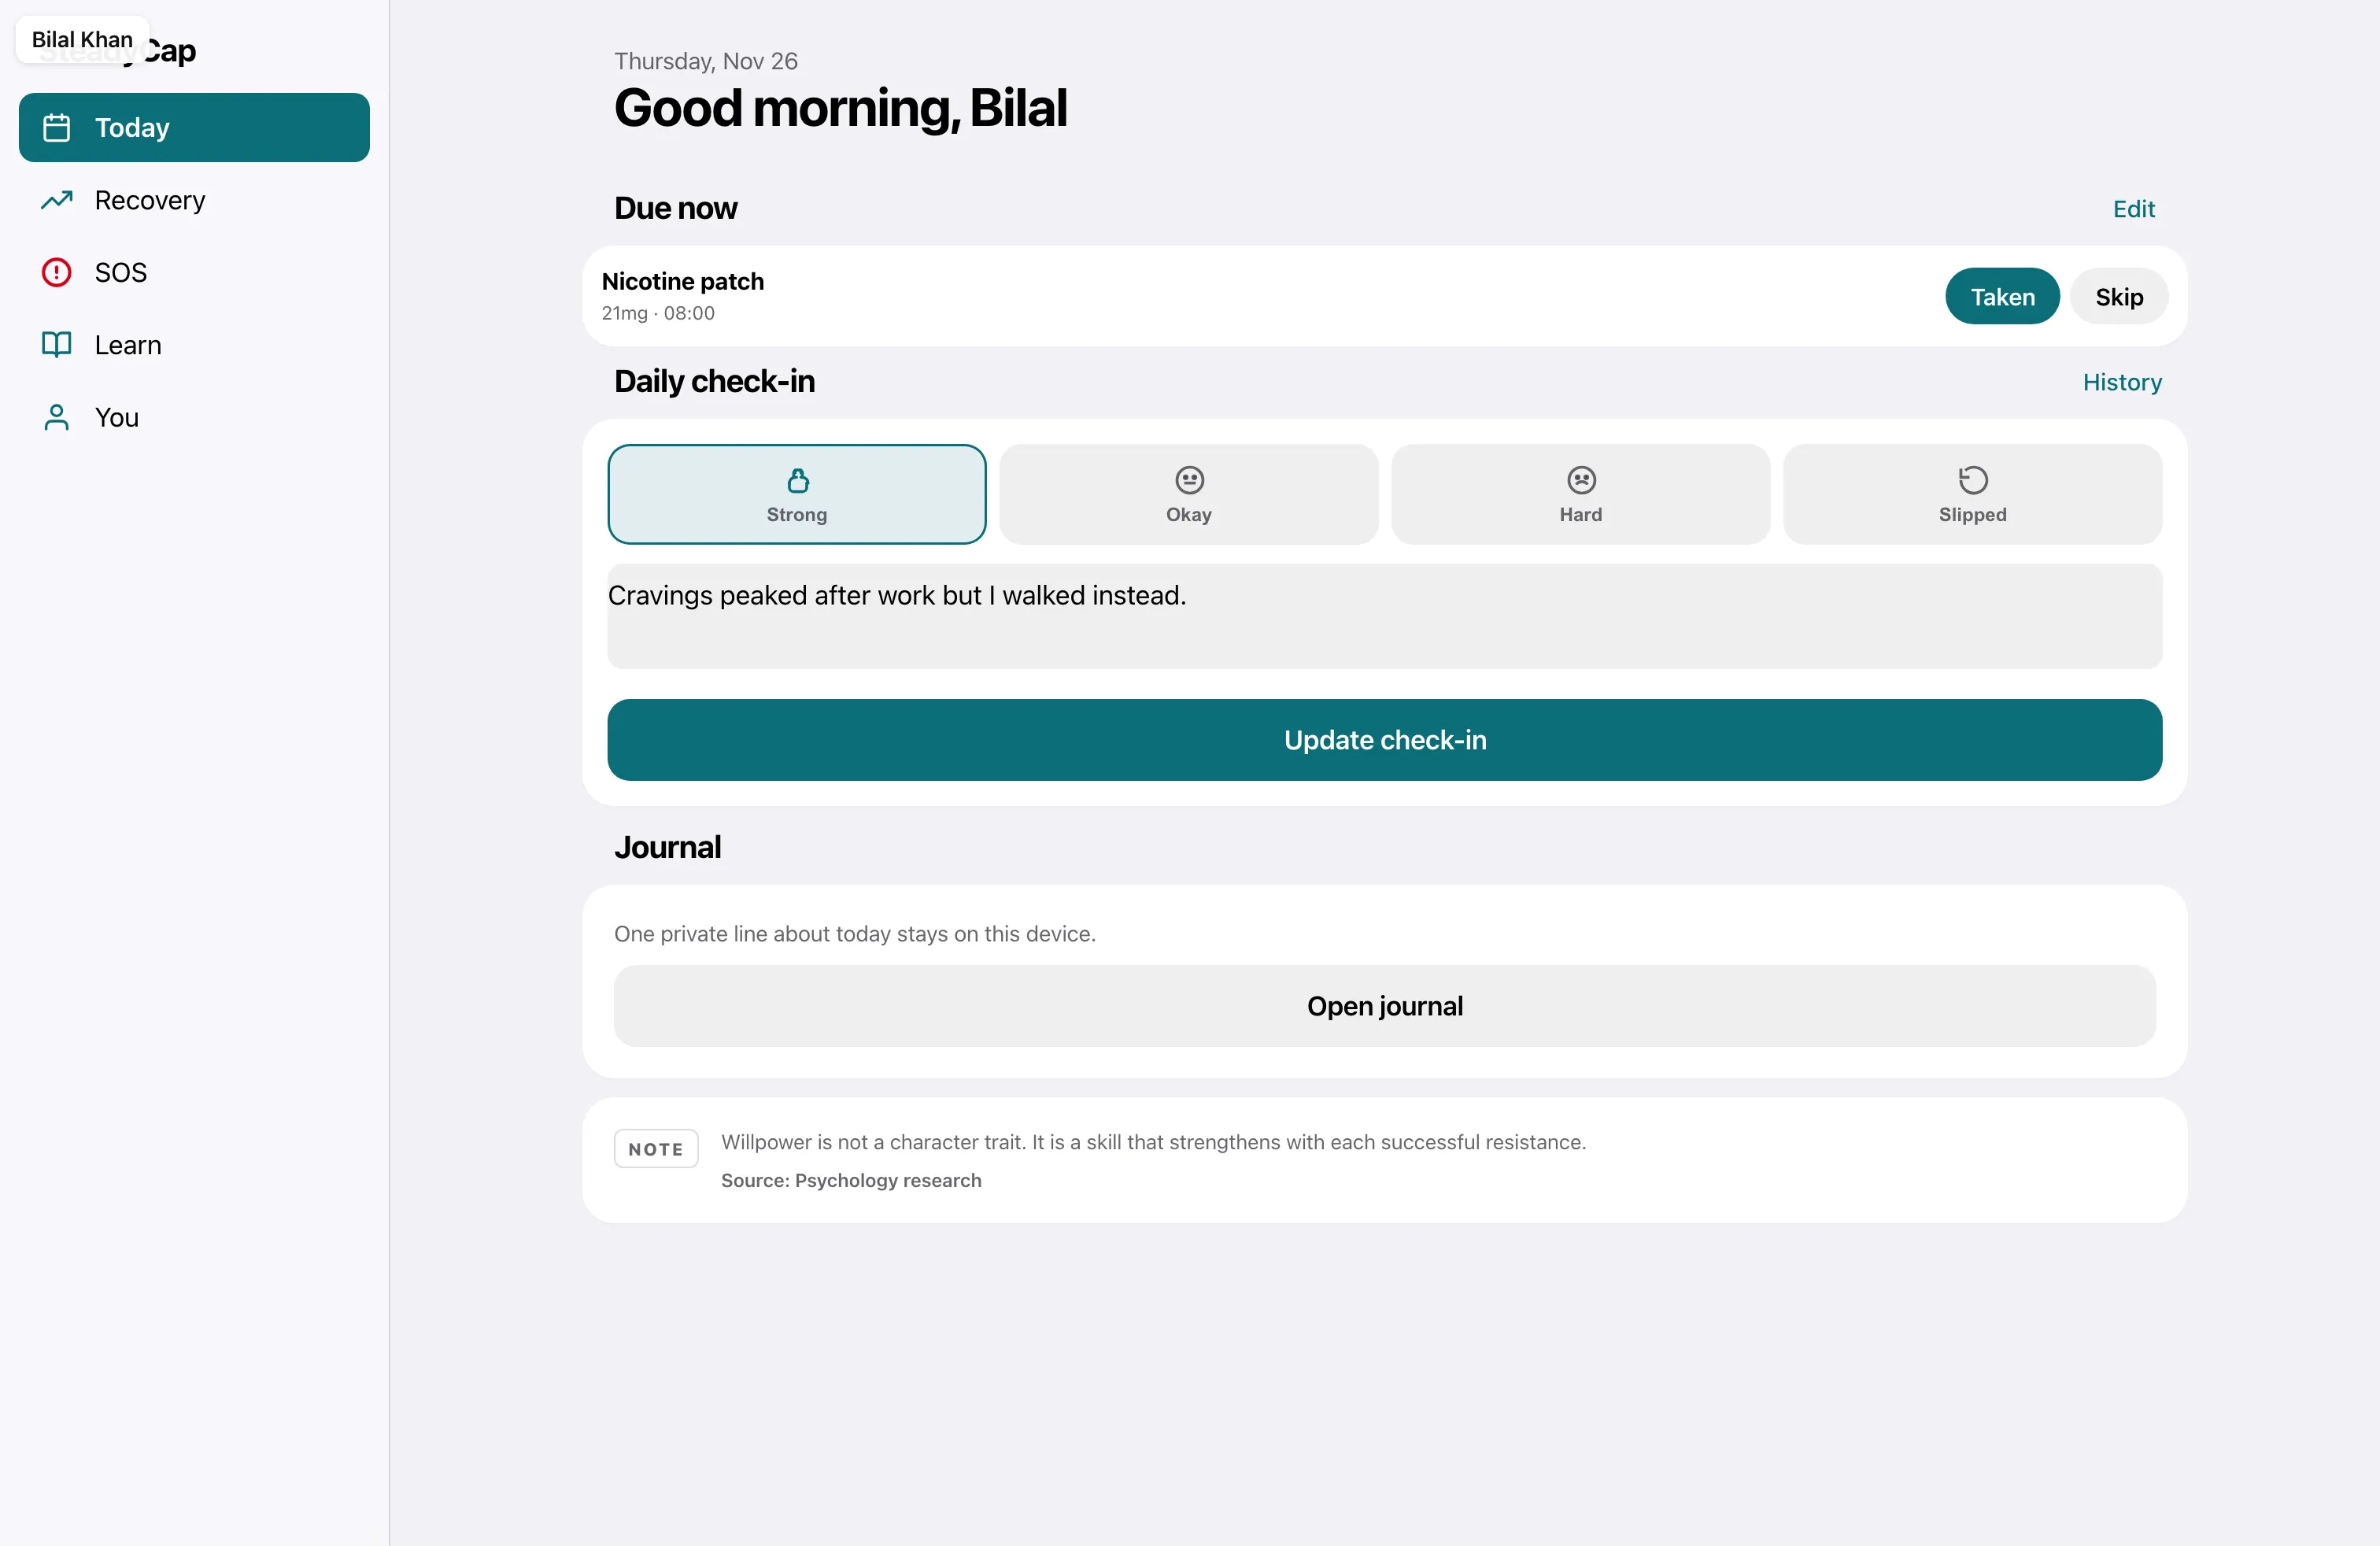 Bilal Khan
Cap
Today
Recovery
SOS
Learn
You
Thursday, Nov 26
Good morning, Bilal
Due now
Edit
Nicotine patch
21mg · 08:00
Taken
Skip
Daily check-in
History
Strong
Okay
Hard
Slipped
Cravings peaked after work but I walked instead.
Update check-in
Journal
One private line about today stays on this device.
Open journal
NOTE
Willpower is not a character trait. It is a skill that strengthens with each successful resistance.
Source: Psychology research